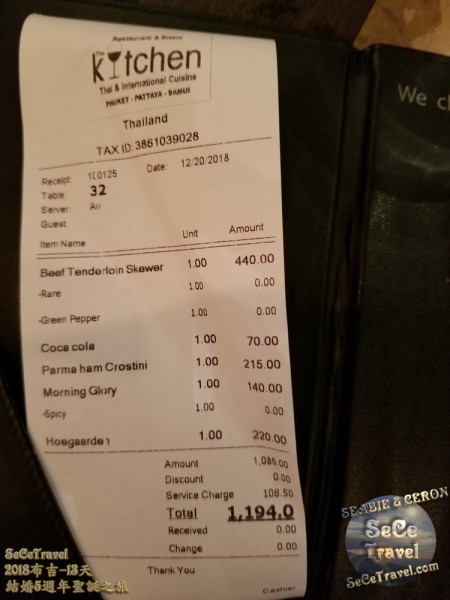 Restaurant & Bistro
The Kitchen
Thai & International Cuisine
PHUKET - PATTAYA - SAMUI
Thailand
TAX ID:3861039028
Receipt: 100125 Date: 12/20/2018
Table: 32
Server:
Guest:
Item Name Unit Amount
Beef Tenderloin Skewer 1.00 440.00
-Rare 1.00 0.00
-Green Pepper 1.00 0.00
Coca cola 1.00 70.00
Parma ham Crostini 1.00 215.00
Morning Glory 1.00 140.00
-Spicy 1.00 0.00
Hoegaarden 1.00 220.00
Amount 1,085.00
Discount 0.00
Service Charge 108.50
Total 1,194.0
Received 0.00
Change 0.00
Thank You
Cashier
We
SeCeTravel
2018布吉-13天
結婚5週年聖誕之旅
SEABIE & CERON
SeCe
Travel
SeCeTravel.com